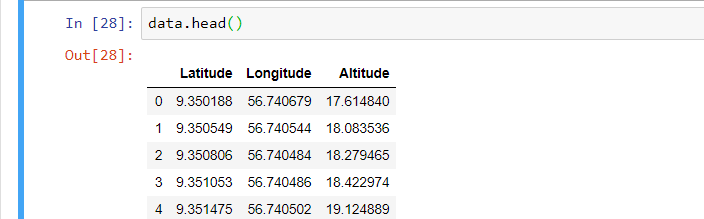 In [28]: data.head()
Out[28]:
Latitude Longitude Altitude
0 9.350188 56.740679 17.614840
1 9.350549 56.740544 18.083536
2 9.350806 56.740484 18.279465
3 9.351053 56.740486 18.422974
4 9.351475 56.740502 19.124889